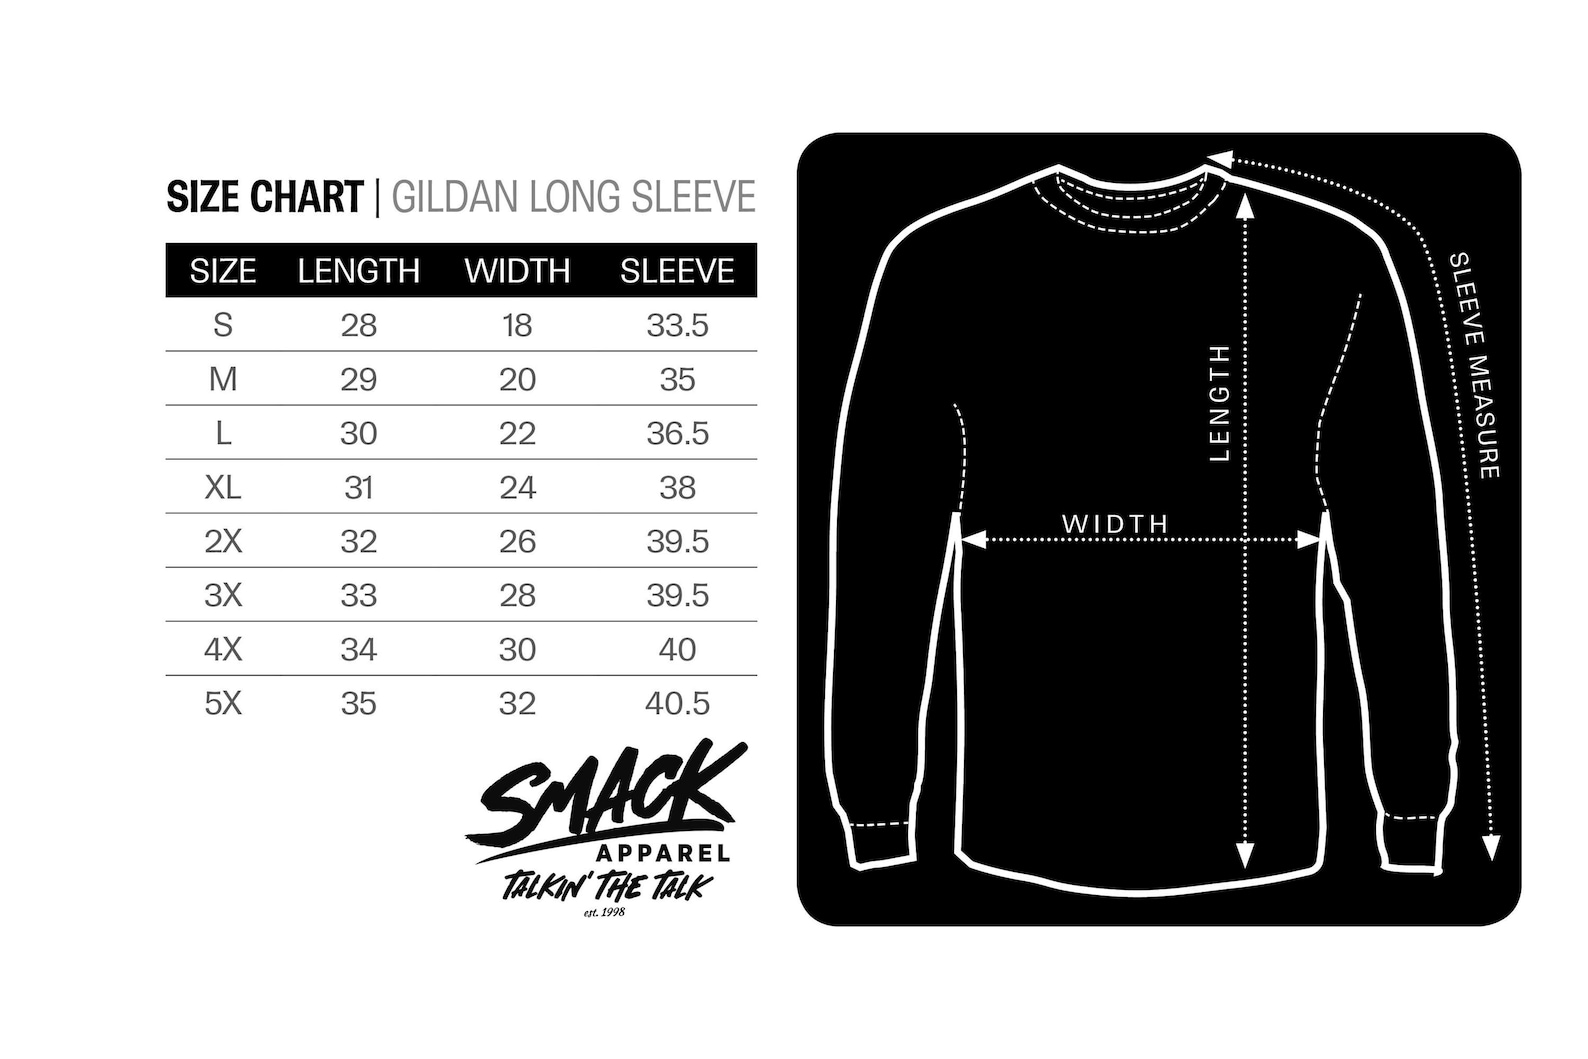 SIZE CHART | GILDAN LONG SLEEVE
SIZE LENGTH WIDTH SLEEVE
S 28 18 33.5
M 29 20 35
L 30 22 36.5
XL 31 24 38
2X 32 26 39.5
3X 33 28 39.5
4X 34 30 40
5X 35 32 40.5
SMACK
APPAREL
TALKIN' THE TALK
est. 1998
LENGTH
WIDTH
SLEEVE MEASURE